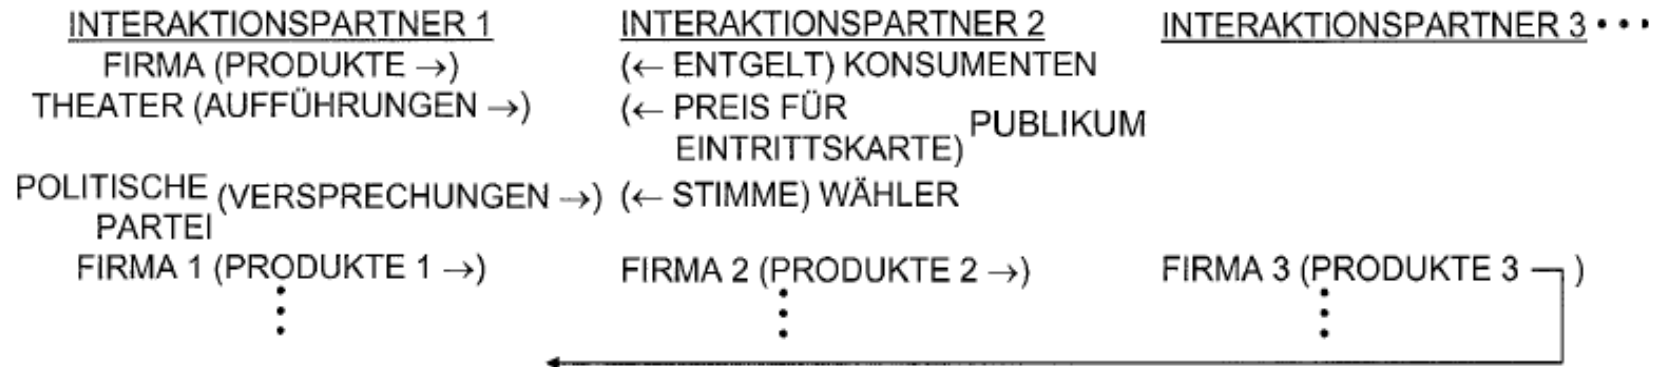 INTERAKTIONSPARTNER 1 INTERAKTIONSPARTNER 2 INTERAKTIONSPARTNER 3 • • •
FIRMA (PRODUKTE →) (← ENTGELT) KONSUMENTEN
THEATER (AUFFÜHRUNGEN →) (← PREIS FÜR
EINTRITTSKARTE) PUBLIKUM
POLITISCHE
PARTEI (VERSPRECHUNGEN →) (← STIMME) WÄHLER
FIRMA 1 (PRODUKTE 1 →) FIRMA 2 (PRODUKTE 2 →) FIRMA 3 (PRODUKTE 3 )